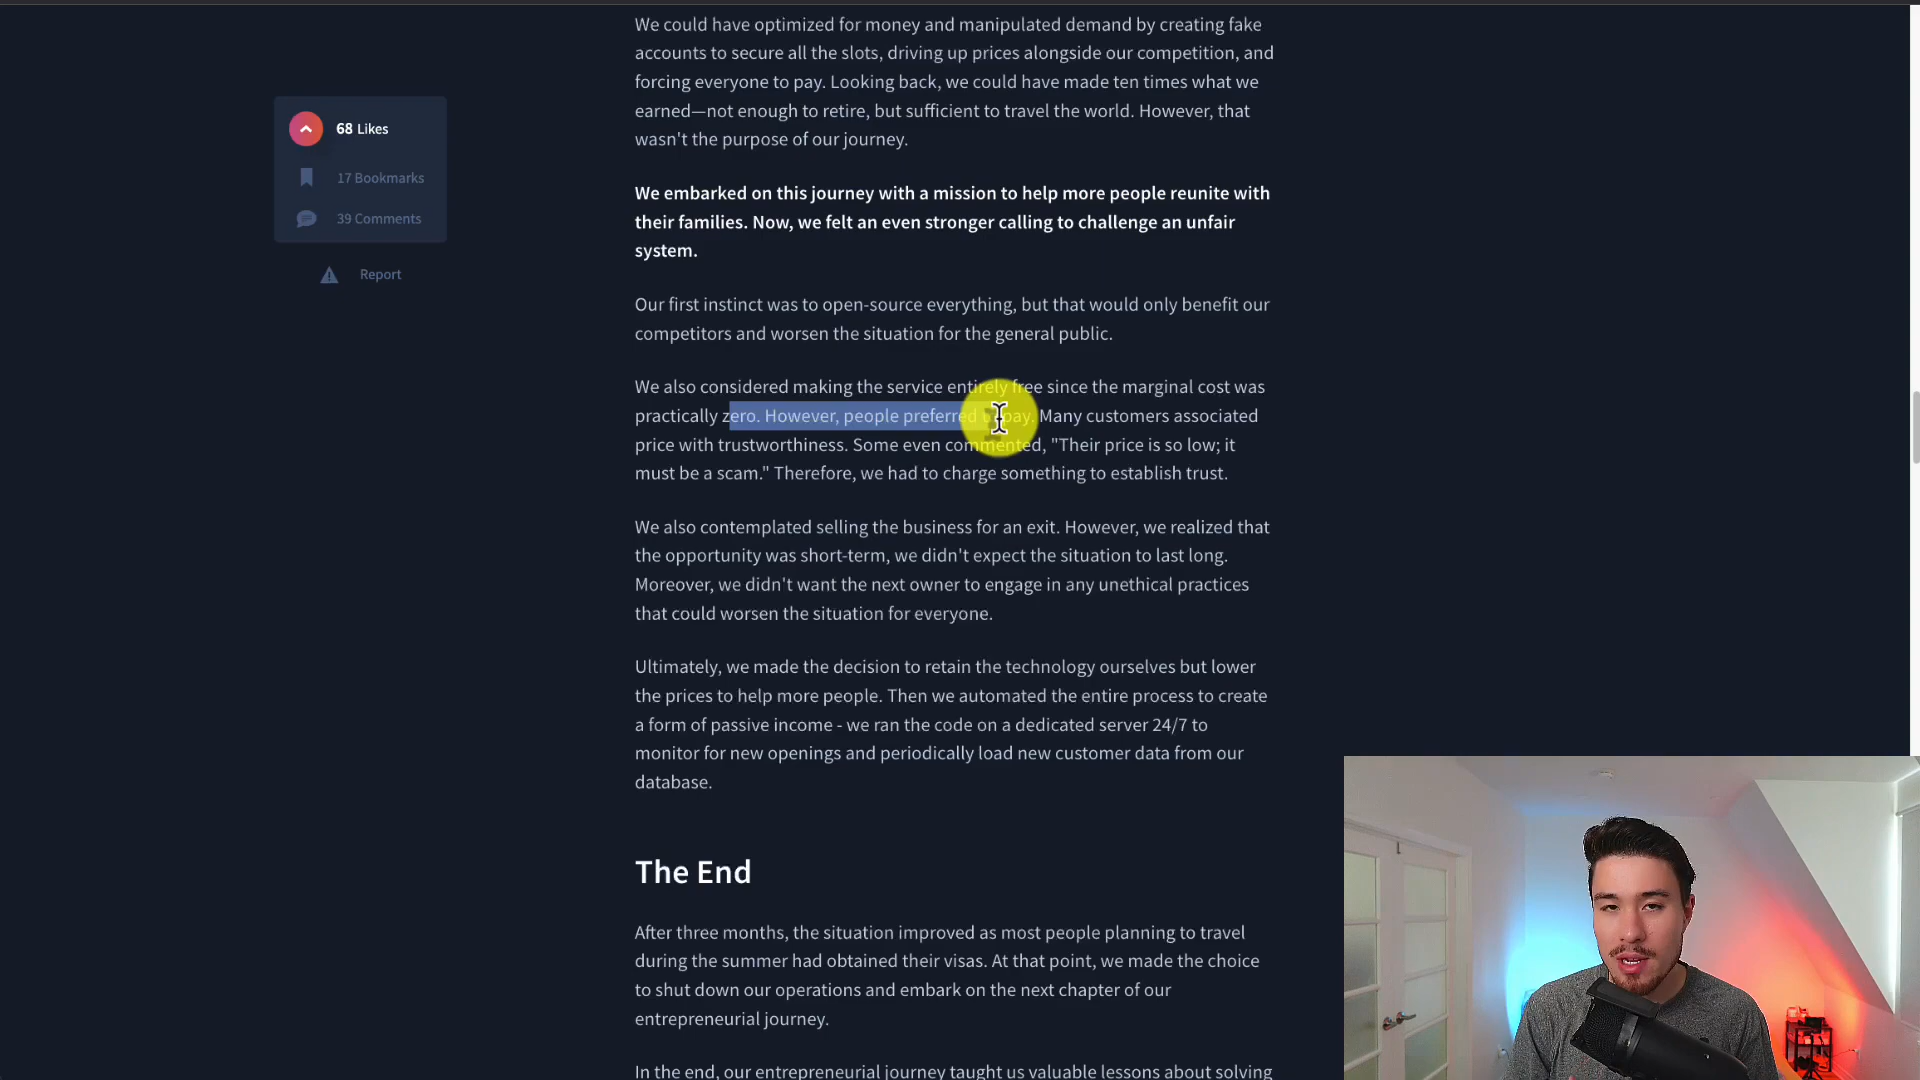 We could have optimized for money and manipulated demand by creating fake
accounts to secure all the slots, driving up prices alongside our competition, and
forcing everyone to pay. Looking back, we could have made ten times what we
earned—not enough to retire, but sufficient to travel the world. However, that
wasn't the purpose of our journey.
68 Likes
17 Bookmarks
39 Comments
Report
We embarked on this journey with a mission to help more people reunite with
their families. Now, we felt an even stronger calling to challenge an unfair
system.
Our first instinct was to open-source everything, but that would only benefit our
competitors and worsen the situation for the general public.
We also considered making the service entirely free since the marginal cost was
practically zero. However, people preferred to pay. Many customers associated
price with trustworthiness. Some even commented, "Their price is so low; it
must be a scam." Therefore, we had to charge something to establish trust.
We also contemplated selling the business for an exit. However, we realized that
the opportunity was short-term, we didn't expect the situation to last long.
Moreover, we didn't want the next owner to engage in any unethical practices
that could worsen the situation for everyone.
Ultimately, we made the decision to retain the technology ourselves but lower
the prices to help more people. Then we automated the entire process to create
a form of passive income - we ran the code on a dedicated server 24/7 to
monitor for new openings and periodically load new customer data from our
database.
The End
After three months, the situation improved as most people planning to travel
during the summer had obtained their visas. At that point, we made the choice
to shut down our operations and embark on the next chapter of our
entrepreneurial journey.
In the end, our entrepreneurial journey taught us valuable lessons about solving